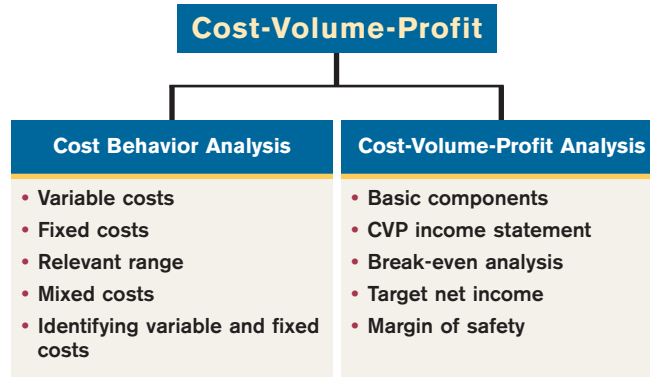 Cost-Volume-Profit
Cost Behavior Analysis
• Variable costs
• Fixed costs
• Relevant range
• Mixed costs
• Identifying variable and fixed
costs
Cost-Volume-Profit Analysis
• Basic components
• CVP income statement
• Break-even analysis
• Target net income
• Margin of safety